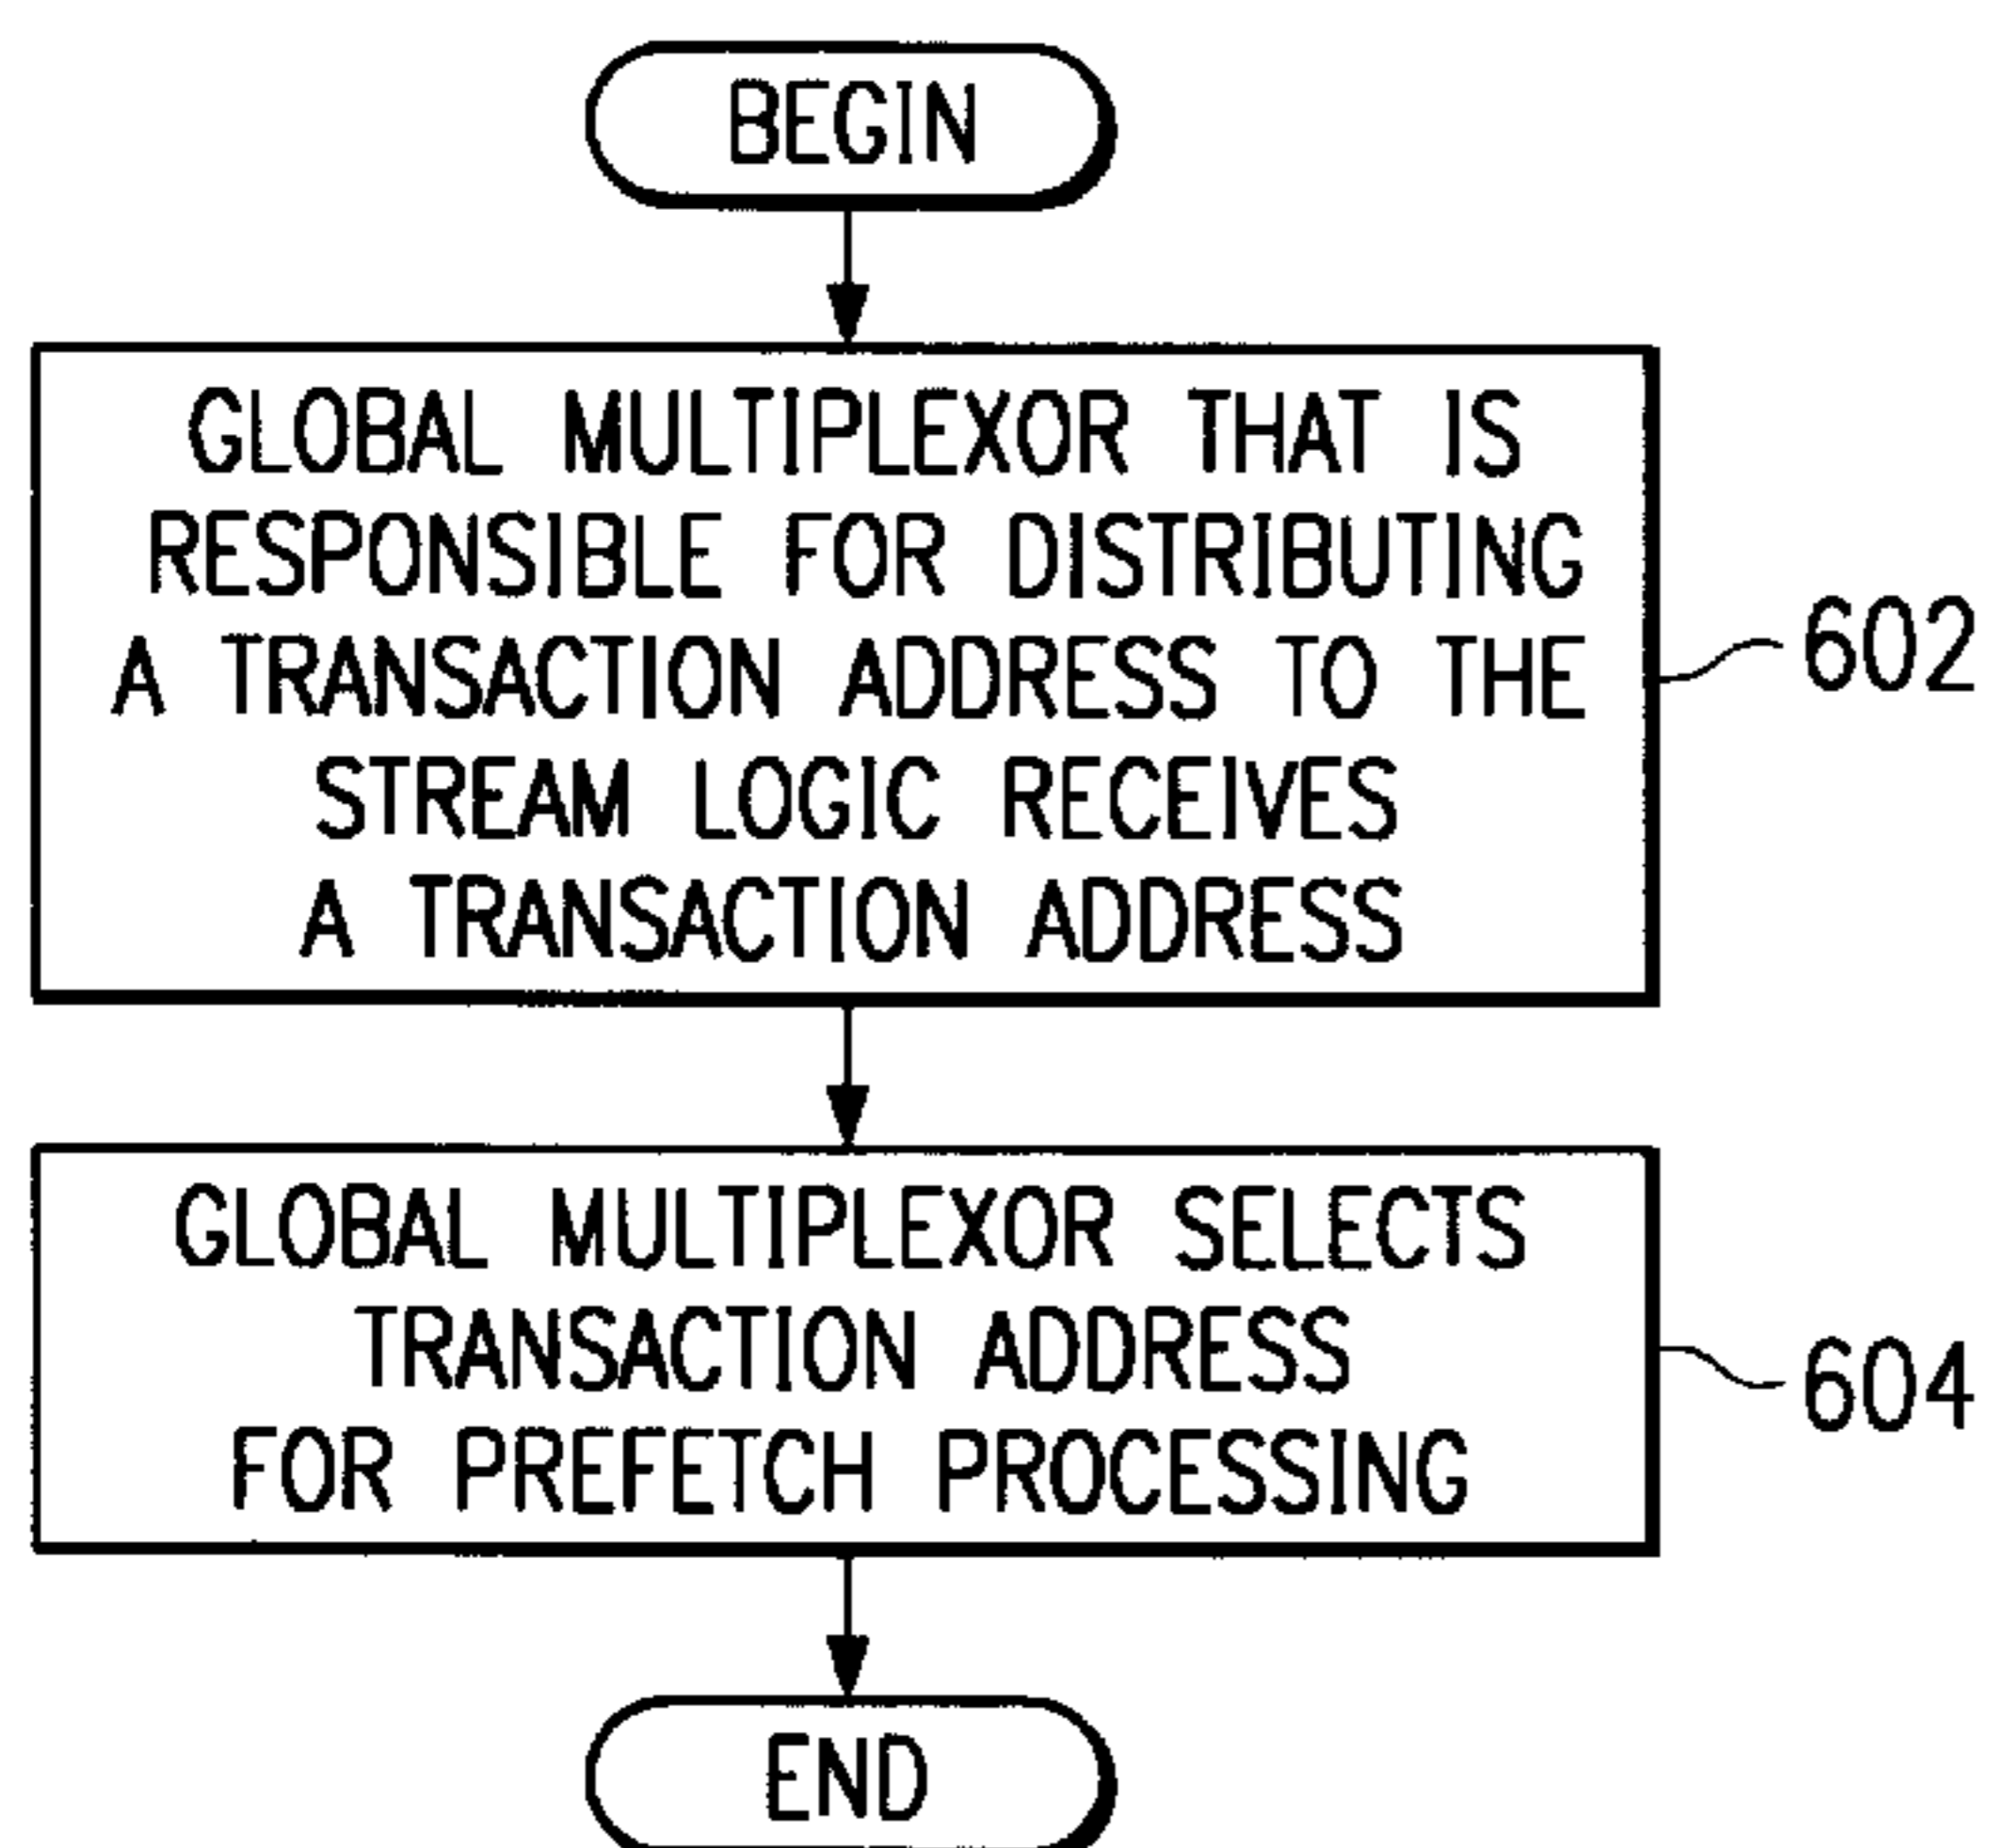 BEGIN
GLOBAL MULTIPLEXOR THAT IS
RESPONSIBLE FOR DISTRIBUTING
A TRANSACTION ADDRESS TO THE
STREAM LOGIC RECEIVES
A TRANSACTION ADDRESS
602
GLOBAL MULTIPLEXOR SELECTS
TRANSACTION ADDRESS
FOR PREFETCH PROCESSING
604
END